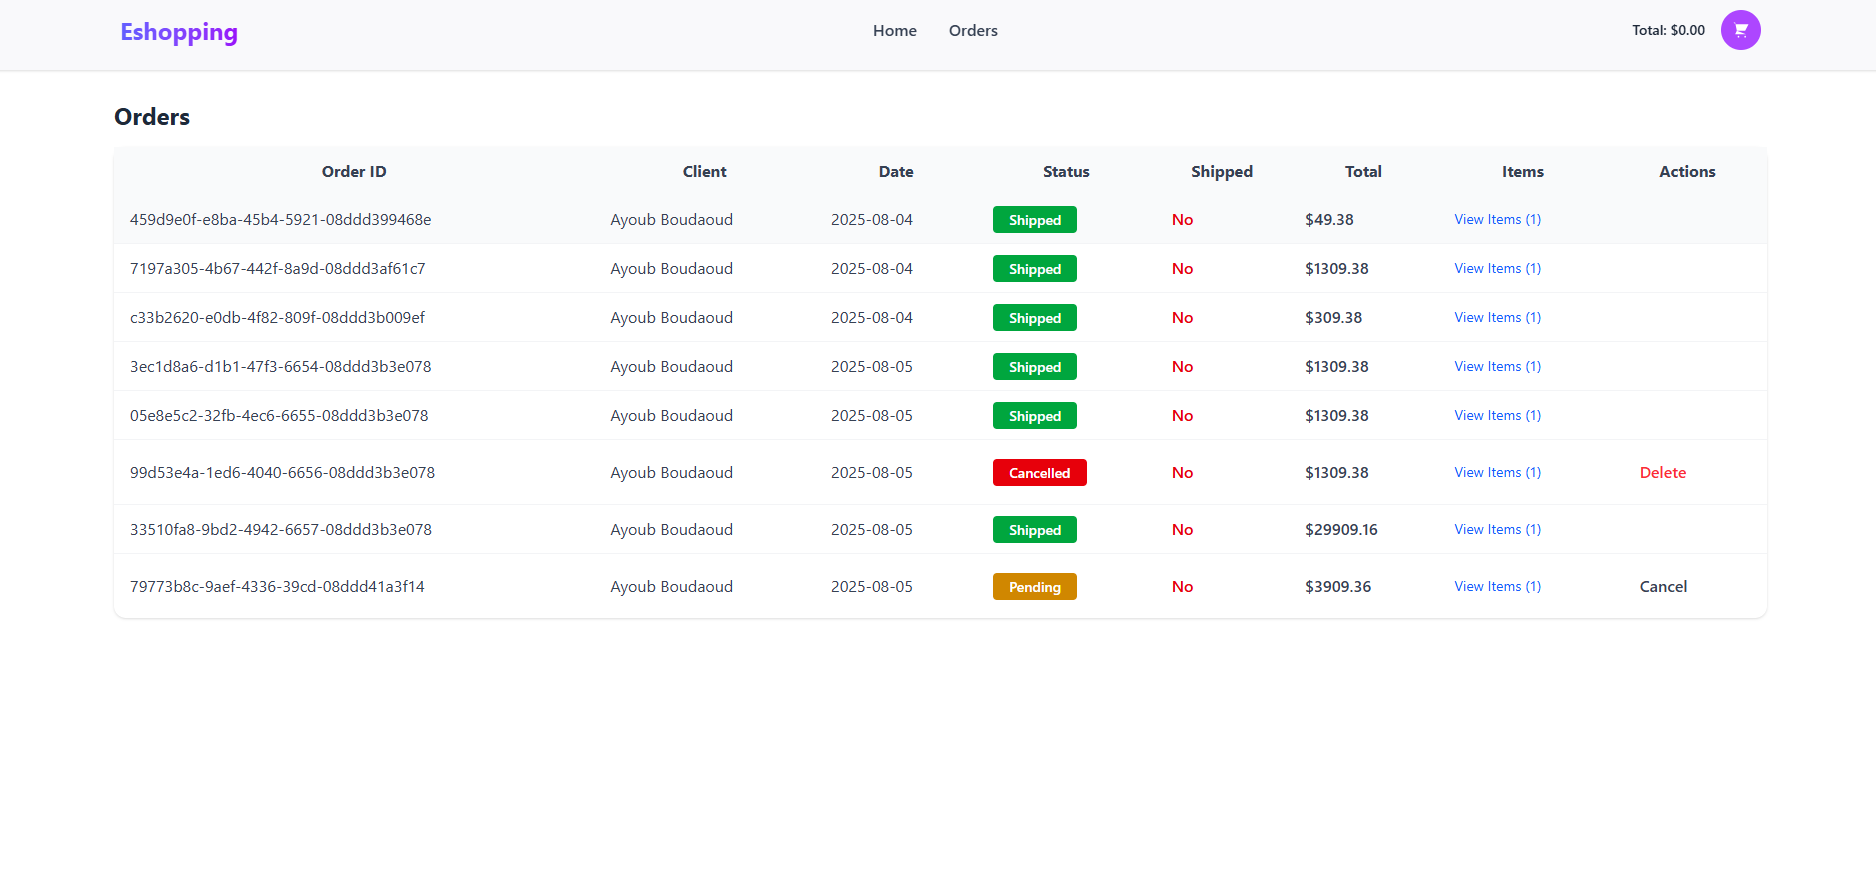 Eshopping Home Orders Total: $0.00
Orders
Order ID Client Date Status Shipped Total Items Actions
459d9e0f-e8ba-45b4-5921-08ddd399468e Ayoub Boudaoud 2025-08-04 Shipped No $49.38 View Items (1)
7197a305-4b67-442f-8a9d-08ddd3af61c7 Ayoub Boudaoud 2025-08-04 Shipped No $1309.38 View Items (1)
c33b2620-e0db-4f82-809f-08ddd3b009ef Ayoub Boudaoud 2025-08-04 Shipped No $309.38 View Items (1)
3ec1d8a6-d1b1-47f3-6654-08ddd3b3e078 Ayoub Boudaoud 2025-08-05 Shipped No $1309.38 View Items (1)
05e8e5c2-32fb-4ec6-6655-08ddd3b3e078 Ayoub Boudaoud 2025-08-05 Shipped No $1309.38 View Items (1)
99d53e4a-1ed6-4040-6656-08ddd3b3e078 Ayoub Boudaoud 2025-08-05 Cancelled No $1309.38 View Items (1) Delete
33510fa8-9bd2-4942-6657-08ddd3b3e078 Ayoub Boudaoud 2025-08-05 Shipped No $29909.16 View Items (1)
79773b8c-9aef-4336-39cd-08ddd41a3f14 Ayoub Boudaoud 2025-08-05 Pending No $3909.36 View Items (1) Cancel